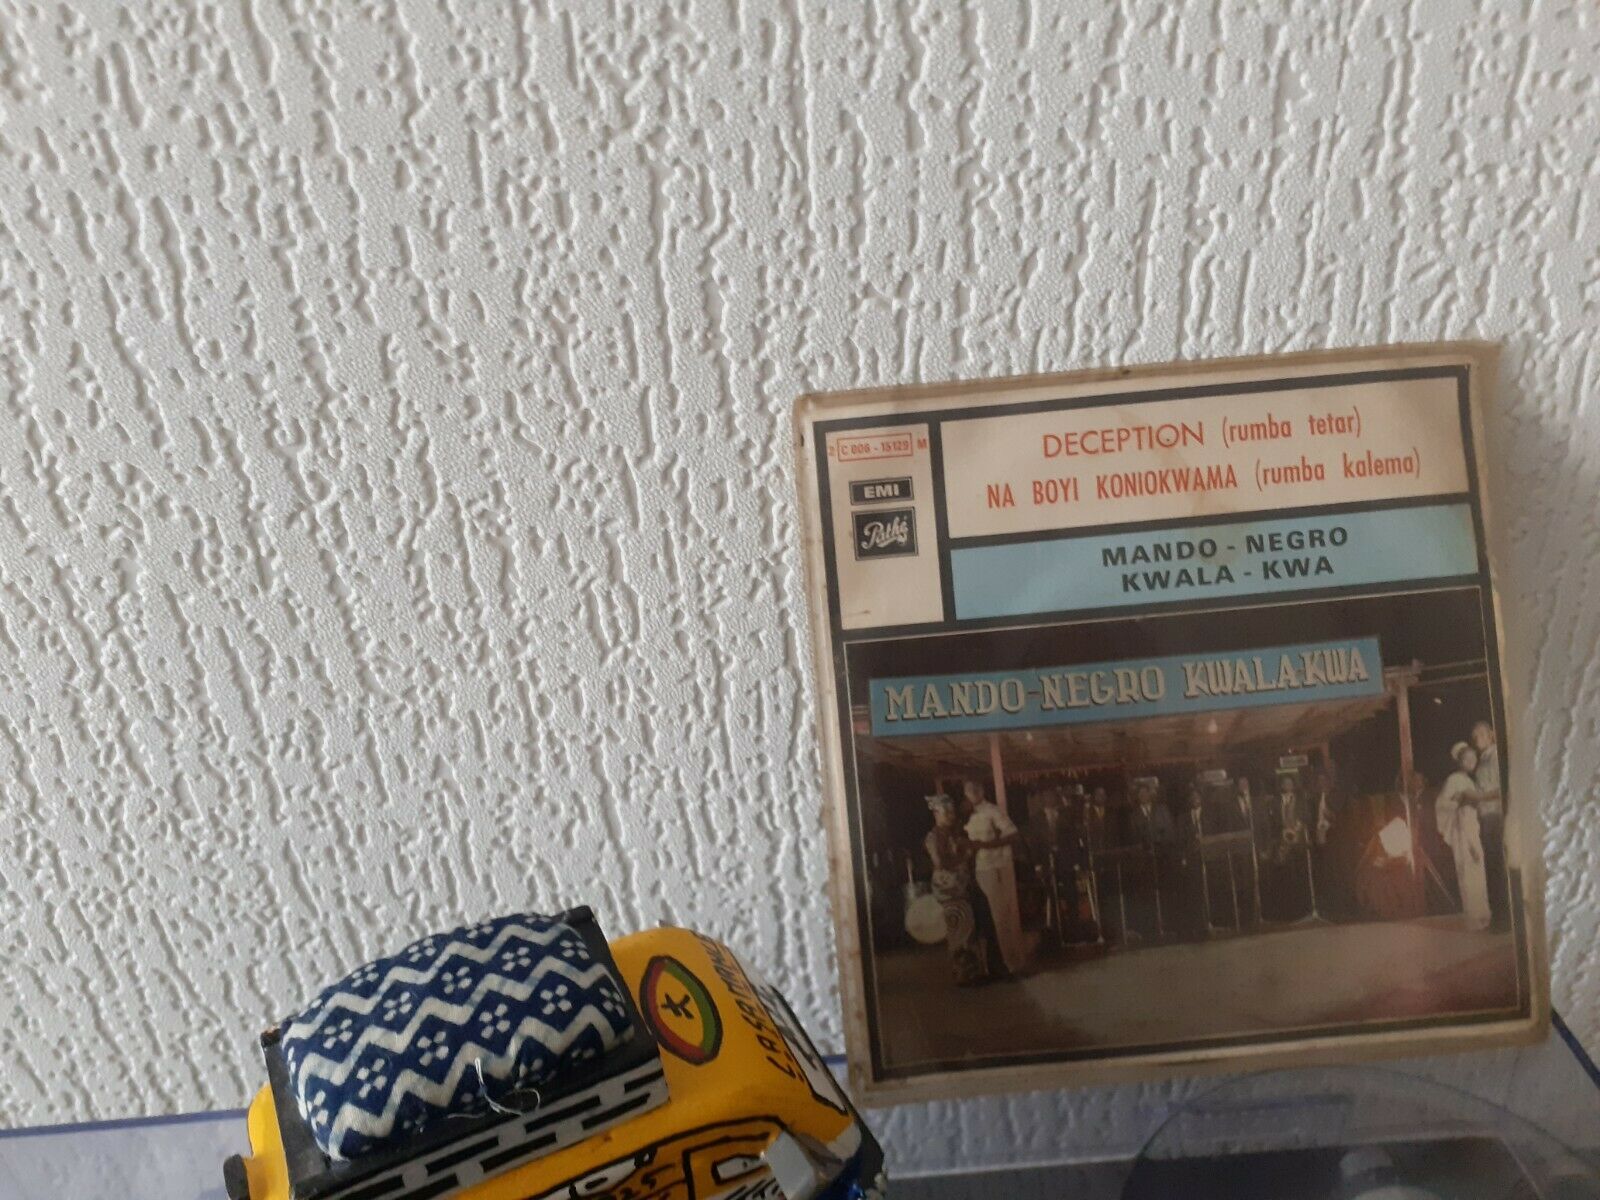 DECEPTION (rumba tetar)
NA BOYI KONIOKWAMA (rumba kalema)
2 C 006 - 15129 M
EMI
Pathé
MANDO - NEGRO
KWALA - KWA
MANDO-NEGRO KWALA-KWA
K